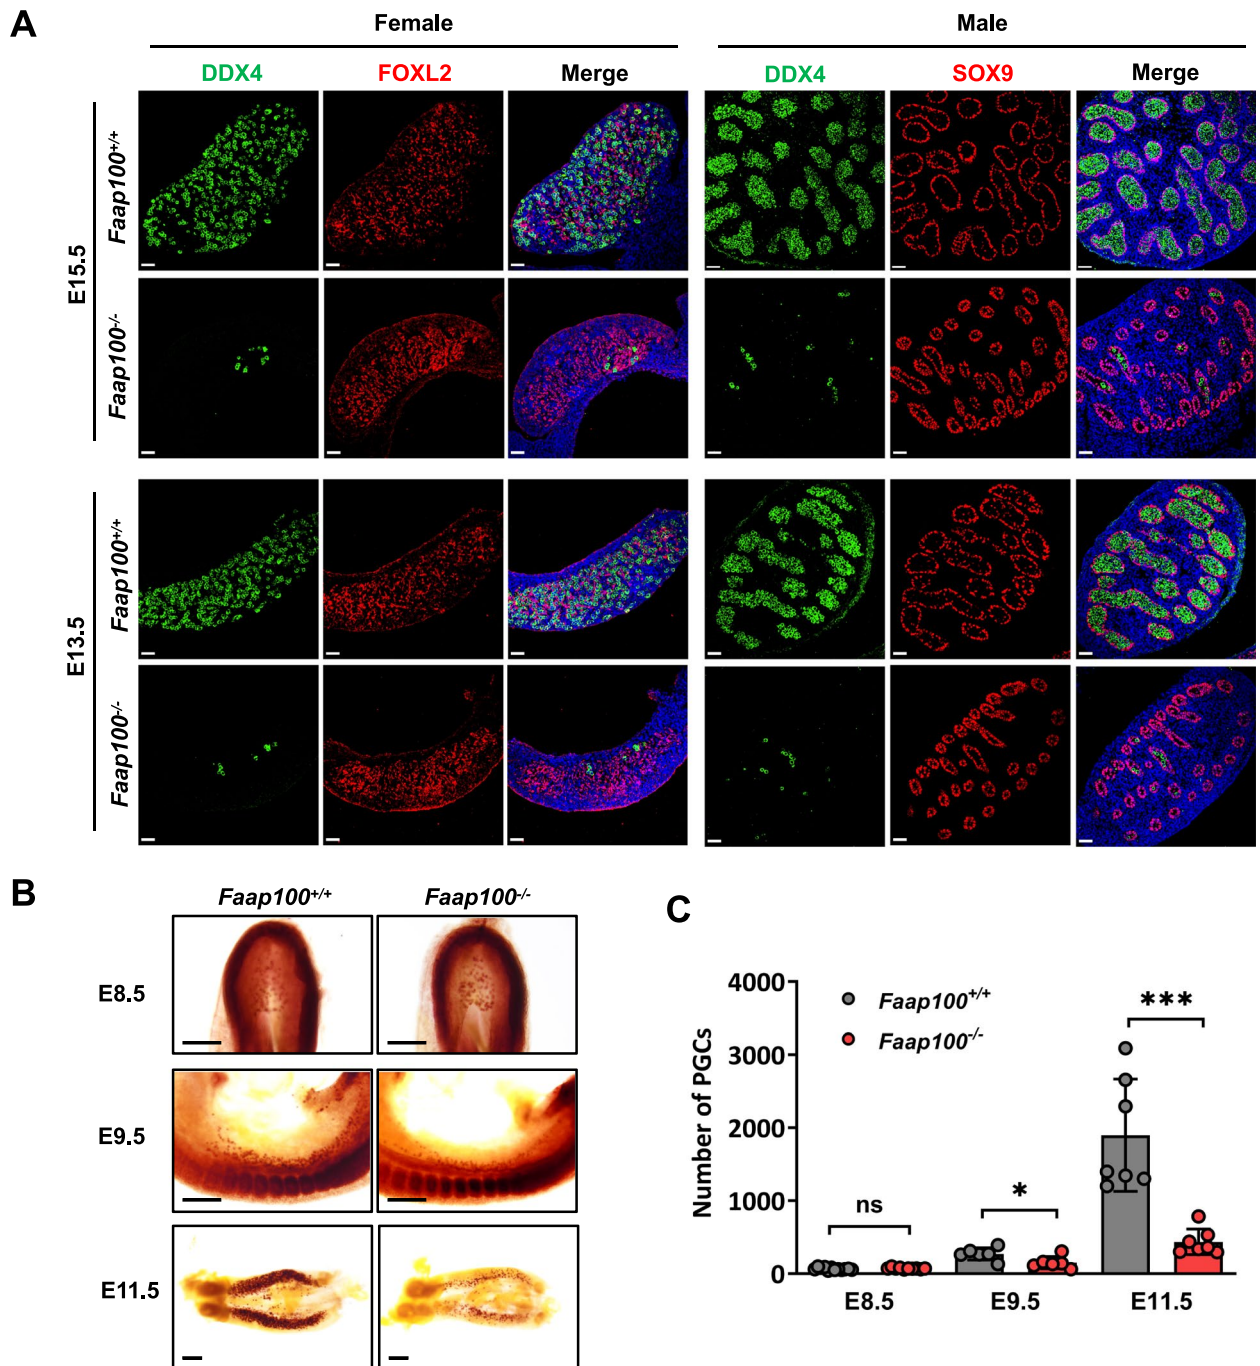 A
Female
Male
DDX4
FOXL2
Merge
DDX4
SOX9
Merge
E15.5
Faap100+/+
Faap100-/-
E13.5
Faap100+/+
Faap100-/-
B
Faap100+/+
Faap100-/-
E8.5
E9.5
E11.5
C
Number of PGCs
4000
3000
2000
1000
0
Faap100+/+
Faap100-/-
ns
*
***
E8.5
E9.5
E11.5